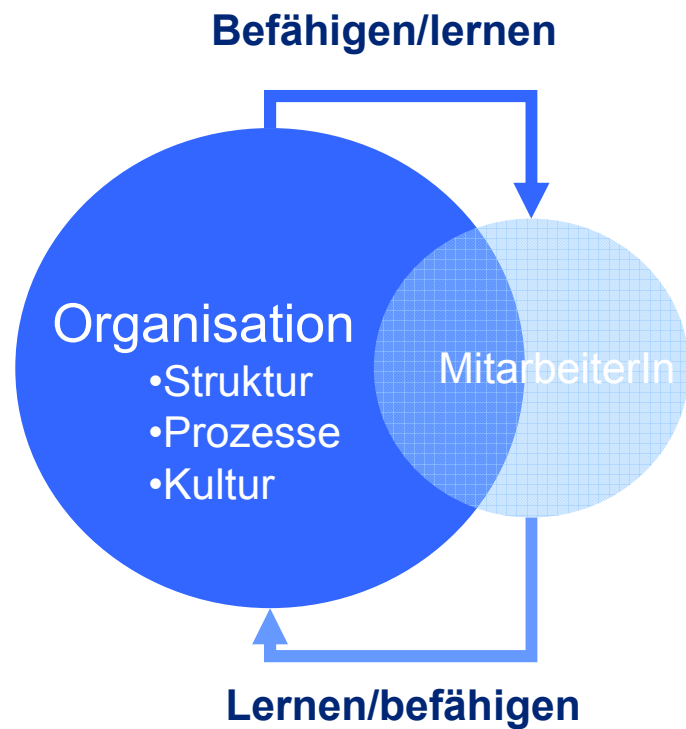 Befähigen/lernen
Organisation
•Struktur
•Prozesse
•Kultur
MitarbeiterIn
Lernen/befähigen